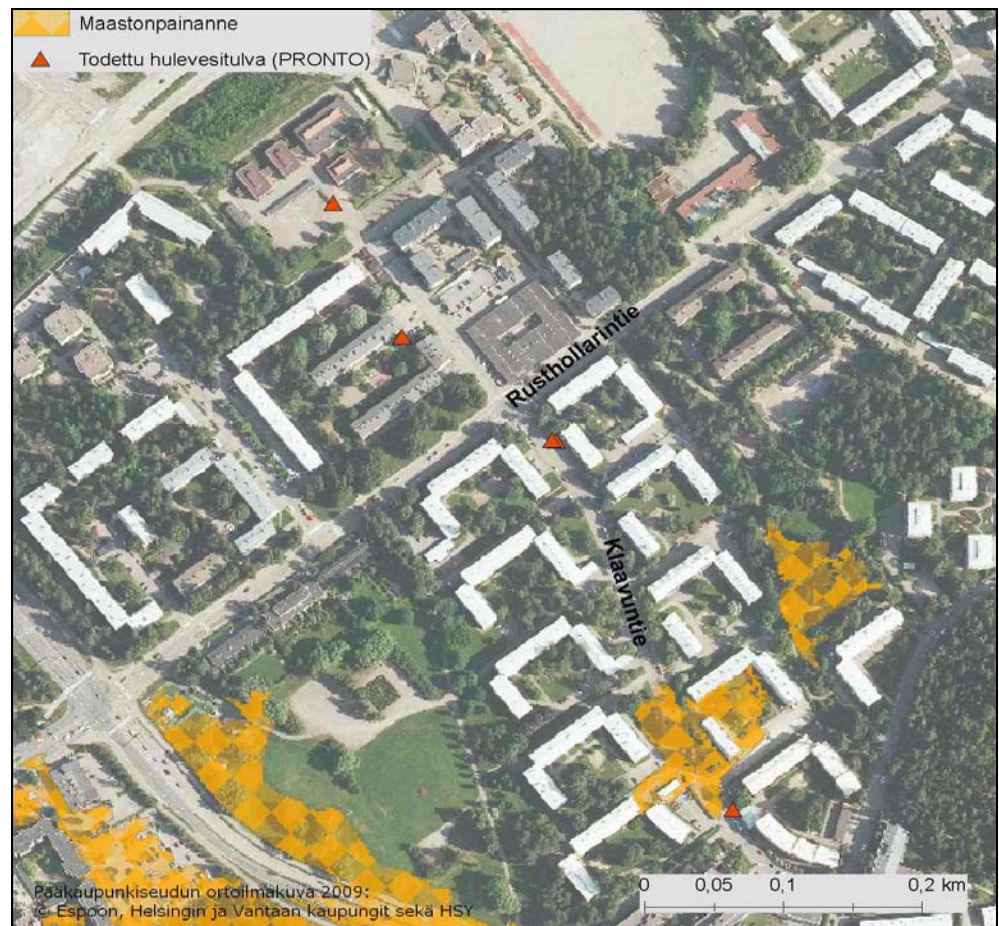 Maastonpainanne
Todettu hulevesitulva (PRONTO)
Rusthollarintie
Klaavuntie
Pääkaupunkiseudun ortoilmakuva 2009:
© Espoon, Helsingin ja Vantaan kaupungit sekä HSY
0 0,05 0,1 0,2 km